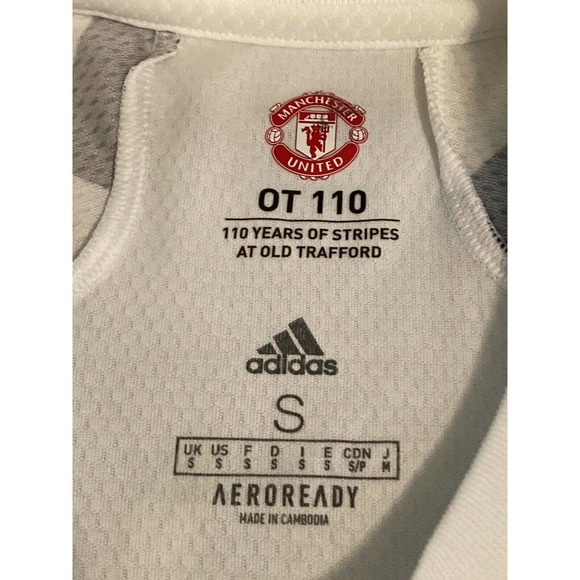 MANCHESTER
UNITED
OT 110
110 YEARS OF STRIPES
AT OLD TRAFFORD
adidas
S
UK US F D I E CDN J
S S S S S S S/P M
AEROREADY
MADE IN CAMBODIA